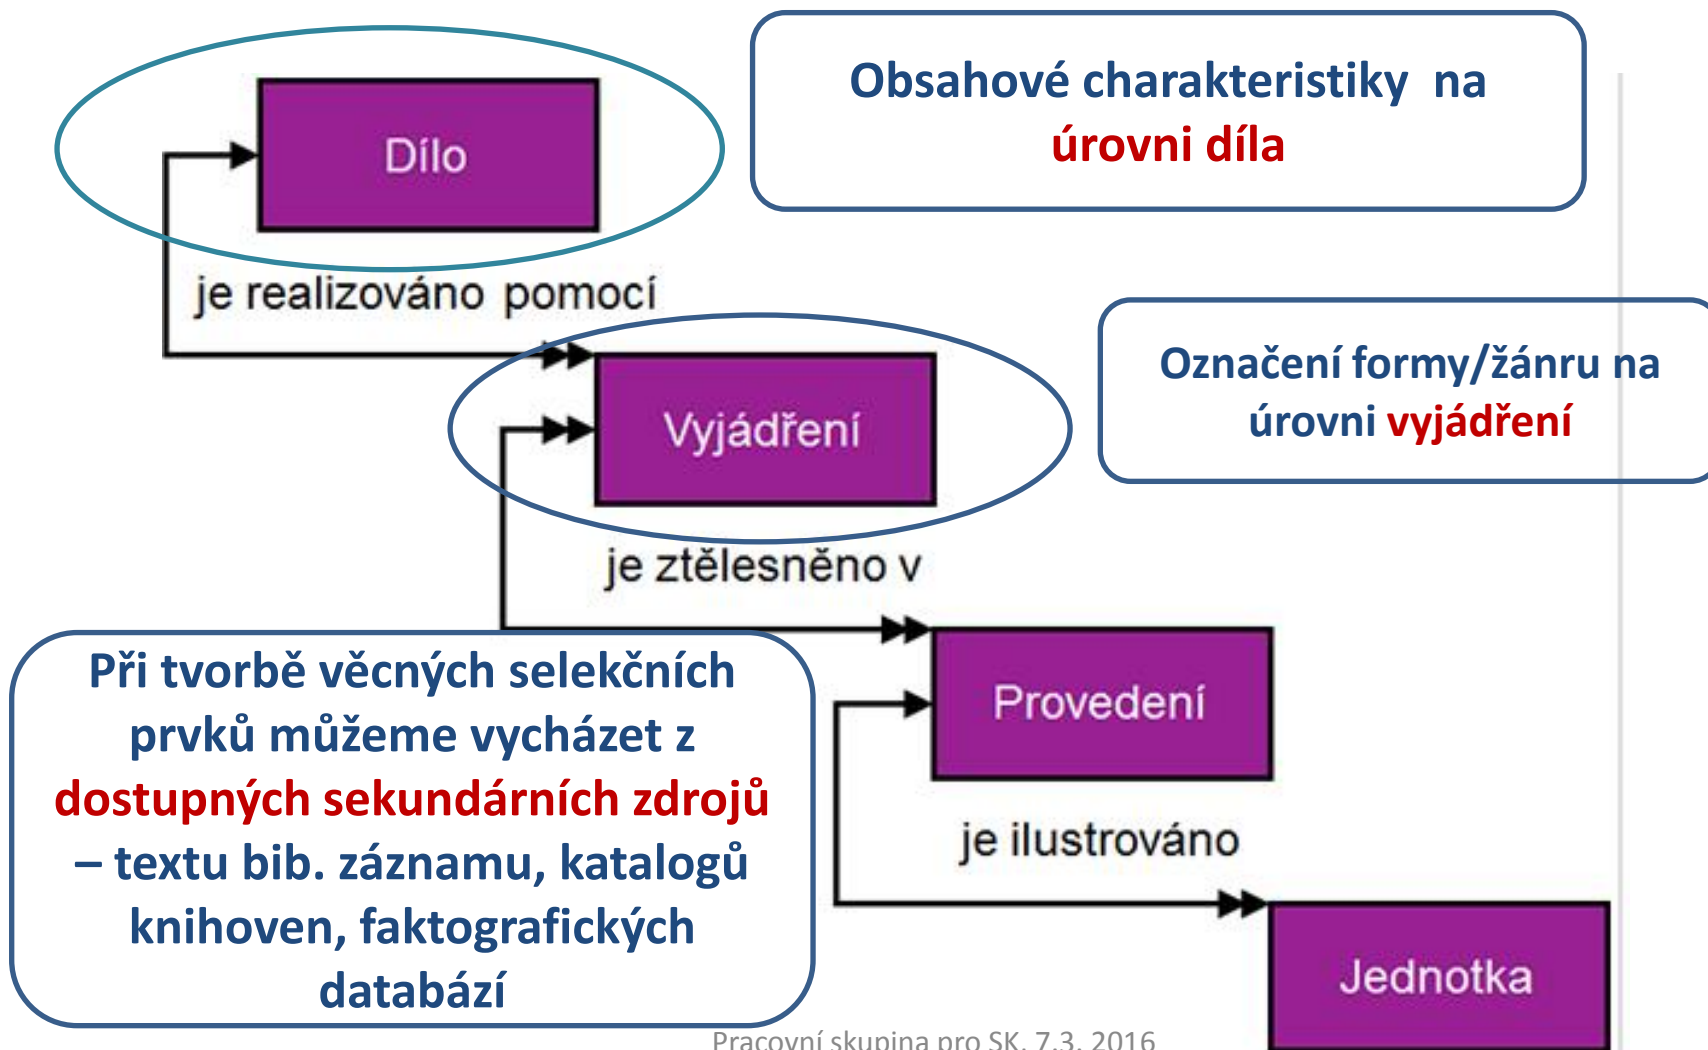 Obsahové charakteristiky na
úrovni díla
Dílo
je realizováno pomocí
Označení formy/žánru na
úrovni vyjádření
Vyjádření
je ztělesněno v
Při tvorbě věcných selekčních
prvků můžeme vycházet z
dostupných sekundárních zdrojů
– textu bib. záznamu, katalogů
knihoven, faktografických
databází
Provedení
je ilustrováno
Jednotka
Pracovní skupina pro SK, 7.3. 2016